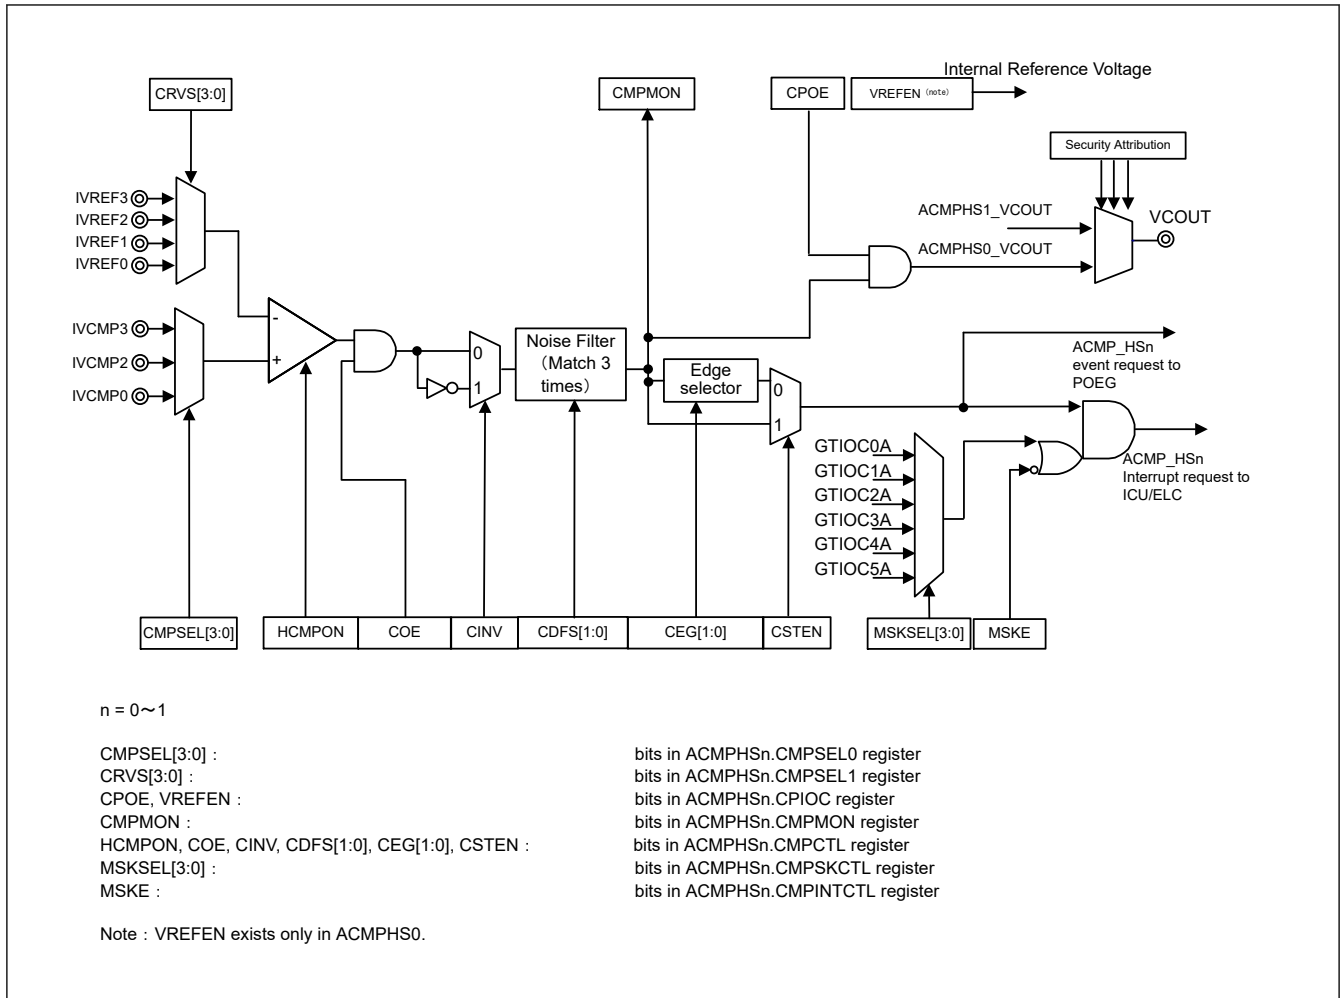 Internal Reference Voltage
CRVS[3:0]
CMPMON
CPOE
VREFEN (note)
Security Attribution
IVREF3
IVREF2
IVREF1
IVREF0
ACMPHS1_VCOUT
VCOUT
ACMPHS0_VCOUT
IVCMP3
IVCMP2
IVCMP0
-
+
0
1
Noise Filter
(Match 3
times)
Edge
selector
0
1
ACMP_HSn
event request to
POEG
GTIOC0A
GTIOC1A
GTIOC2A
GTIOC3A
GTIOC4A
GTIOC5A
ACMP_HSn
Interrupt request to
ICU/ELC
CMPSEL[3:0]
HCMPON
COE
CINV
CDFS[1:0]
CEG[1:0]
CSTEN
MSKSEL[3:0]
MSKE
n = 0～1
CMPSEL[3:0] : bits in ACMPHSn.CMPSEL0 register
CRVS[3:0] : bits in ACMPHSn.CMPSEL1 register
CPOE, VREFEN : bits in ACMPHSn.CPIOC register
CMPMON : bits in ACMPHSn.CMPMON register
HCMPON, COE, CINV, CDFS[1:0], CEG[1:0], CSTEN : bits in ACMPHSn.CMPCTL register
MSKSEL[3:0] : bits in ACMPHSn.CMPSKCTL register
MSKE : bits in ACMPHSn.CMPINTCTL register
Note : VREFEN exists only in ACMPHS0.